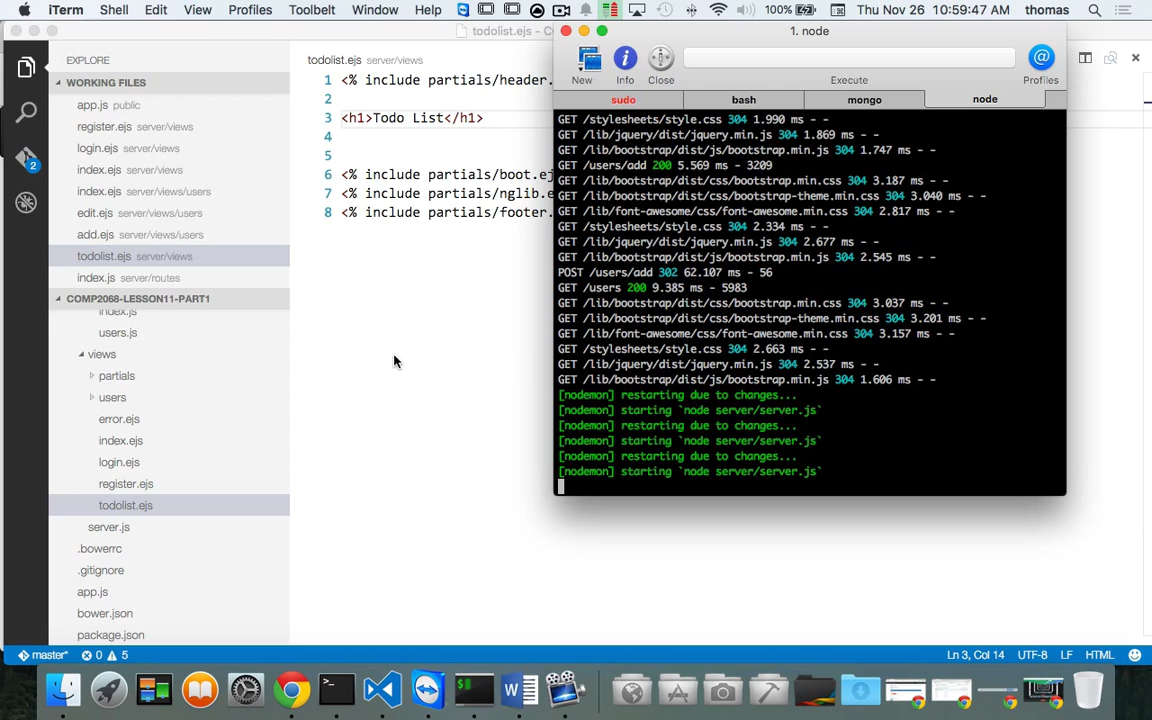 iTerm Shell Edit View Profiles Toolbelt Window Help 100% Thu Nov 26 10:59:47 AM thomas
todolist.ejs - C
1. node
EXPLORE
todolist.ejs server/views
New Info Close Execute Profiles
sudo bash mongo node
WORKING FILES
app.js public
register.ejs server/views
login.ejs server/views
index.ejs server/views
index.ejs server/views/users
edit.ejs server/views/users
add.ejs server/views/users
todolist.ejs server/views
index.js server/routes
COMP2068-LESSON11-PART1
index.js
users.js
views
partials
users
error.ejs
index.ejs
login.ejs
register.ejs
todolist.ejs
server.js
.bowerrc
.gitignore
app.js
bower.json
package.json
2
1 <% include partials/header.
2
3 <h1>Todo List</h1>
4
5
6 <% include partials/boot.ej
7 <% include partials/nglib.e
8 <% include partials/footer.
GET /stylesheets/style.css 304 1.990 ms - -
GET /lib/jquery/dist/jquery.min.js 304 1.869 ms - -
GET /lib/bootstrap/dist/js/bootstrap.min.js 304 1.747 ms - -
GET /users/add 200 5.569 ms - 3209
GET /lib/bootstrap/dist/css/bootstrap.min.css 304 3.187 ms - -
GET /lib/bootstrap/dist/css/bootstrap-theme.min.css 304 3.040 ms - -
GET /lib/font-awesome/css/font-awesome.min.css 304 2.817 ms - -
GET /stylesheets/style.css 304 2.334 ms - -
GET /lib/jquery/dist/jquery.min.js 304 2.677 ms - -
GET /lib/bootstrap/dist/js/bootstrap.min.js 304 2.545 ms - -
POST /users/add 302 62.107 ms - 56
GET /users 200 9.385 ms - 5983
GET /lib/bootstrap/dist/css/bootstrap.min.css 304 3.037 ms - -
GET /lib/bootstrap/dist/css/bootstrap-theme.min.css 304 3.201 ms - -
GET /lib/font-awesome/css/font-awesome.min.css 304 3.157 ms - -
GET /stylesheets/style.css 304 2.663 ms - -
GET /lib/jquery/dist/jquery.min.js 304 2.537 ms - -
GET /lib/bootstrap/dist/js/bootstrap.min.js 304 1.606 ms - -
[nodemon] restarting due to changes...
[nodemon] starting `node server/server.js`
[nodemon] restarting due to changes...
[nodemon] starting `node server/server.js`
[nodemon] restarting due to changes...
[nodemon] starting `node server/server.js`
master* 0 5 Ln 3, Col 14 UTF-8 LF HTML